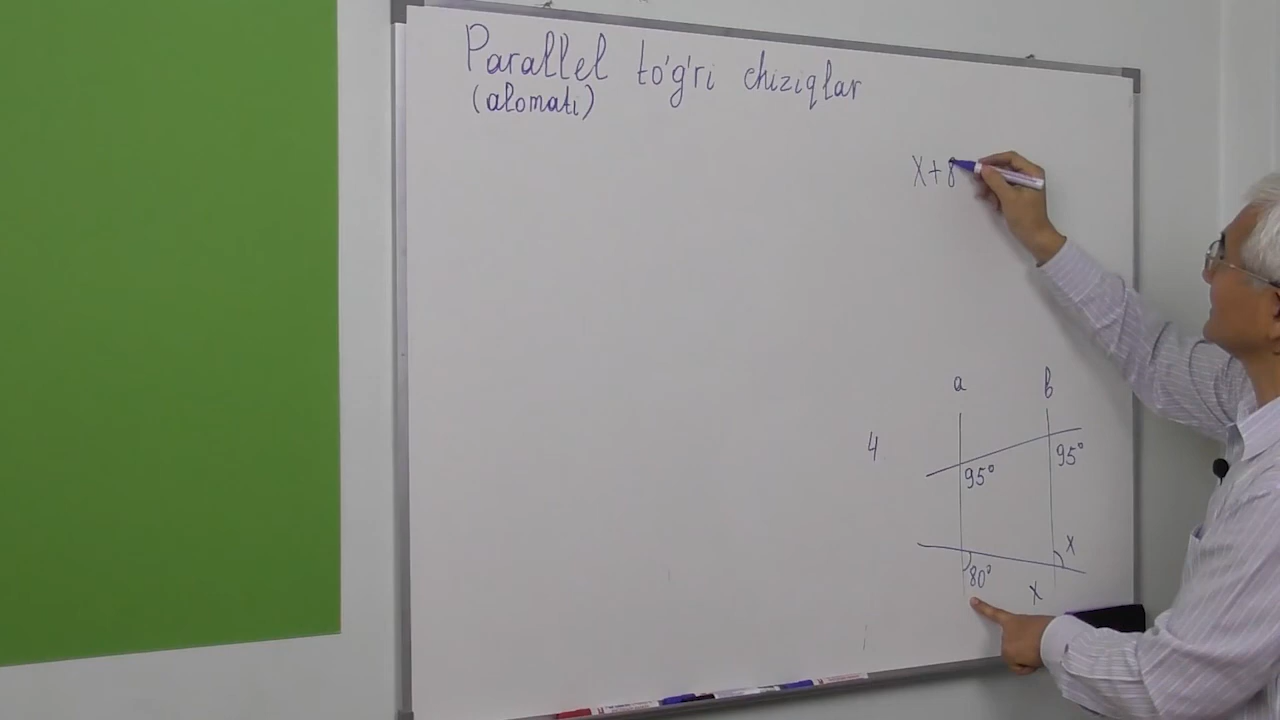 Parallel to'g'ri chiziqlar
(alomati)
x+8
a b
4
95° 95°
x
80° x